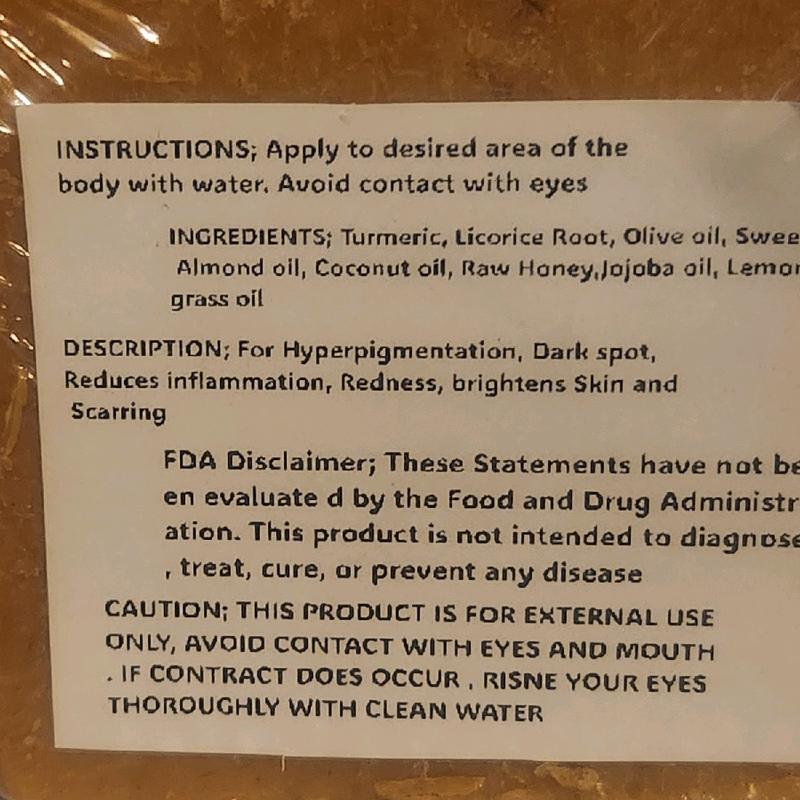 INSTRUCTIONS; Apply to desired area of the
body with water. Avoid contact with eyes
INGREDIENTS; Turmeric, Licorice Root, Olive oil, Swee
Almond oil, Coconut oil, Raw Honey,Jojoba oil, Lemon
grass oil
DESCRIPTION; For Hyperpigmentation, Dark spot,
Reduces inflammation, Redness, brightens Skin and
Scarring
FDA Disclaimer; These Statements have not be
en evaluate d by the Food and Drug Administr
ation. This product is not intended to diagnose
, treat, cure, or prevent any disease
CAUTION; THIS PRODUCT IS FOR EXTERNAL USE
ONLY, AVOID CONTACT WITH EYES AND MOUTH
. IF CONTRACT DOES OCCUR , RISNE YOUR EYES
THOROUGHLY WITH CLEAN WATER